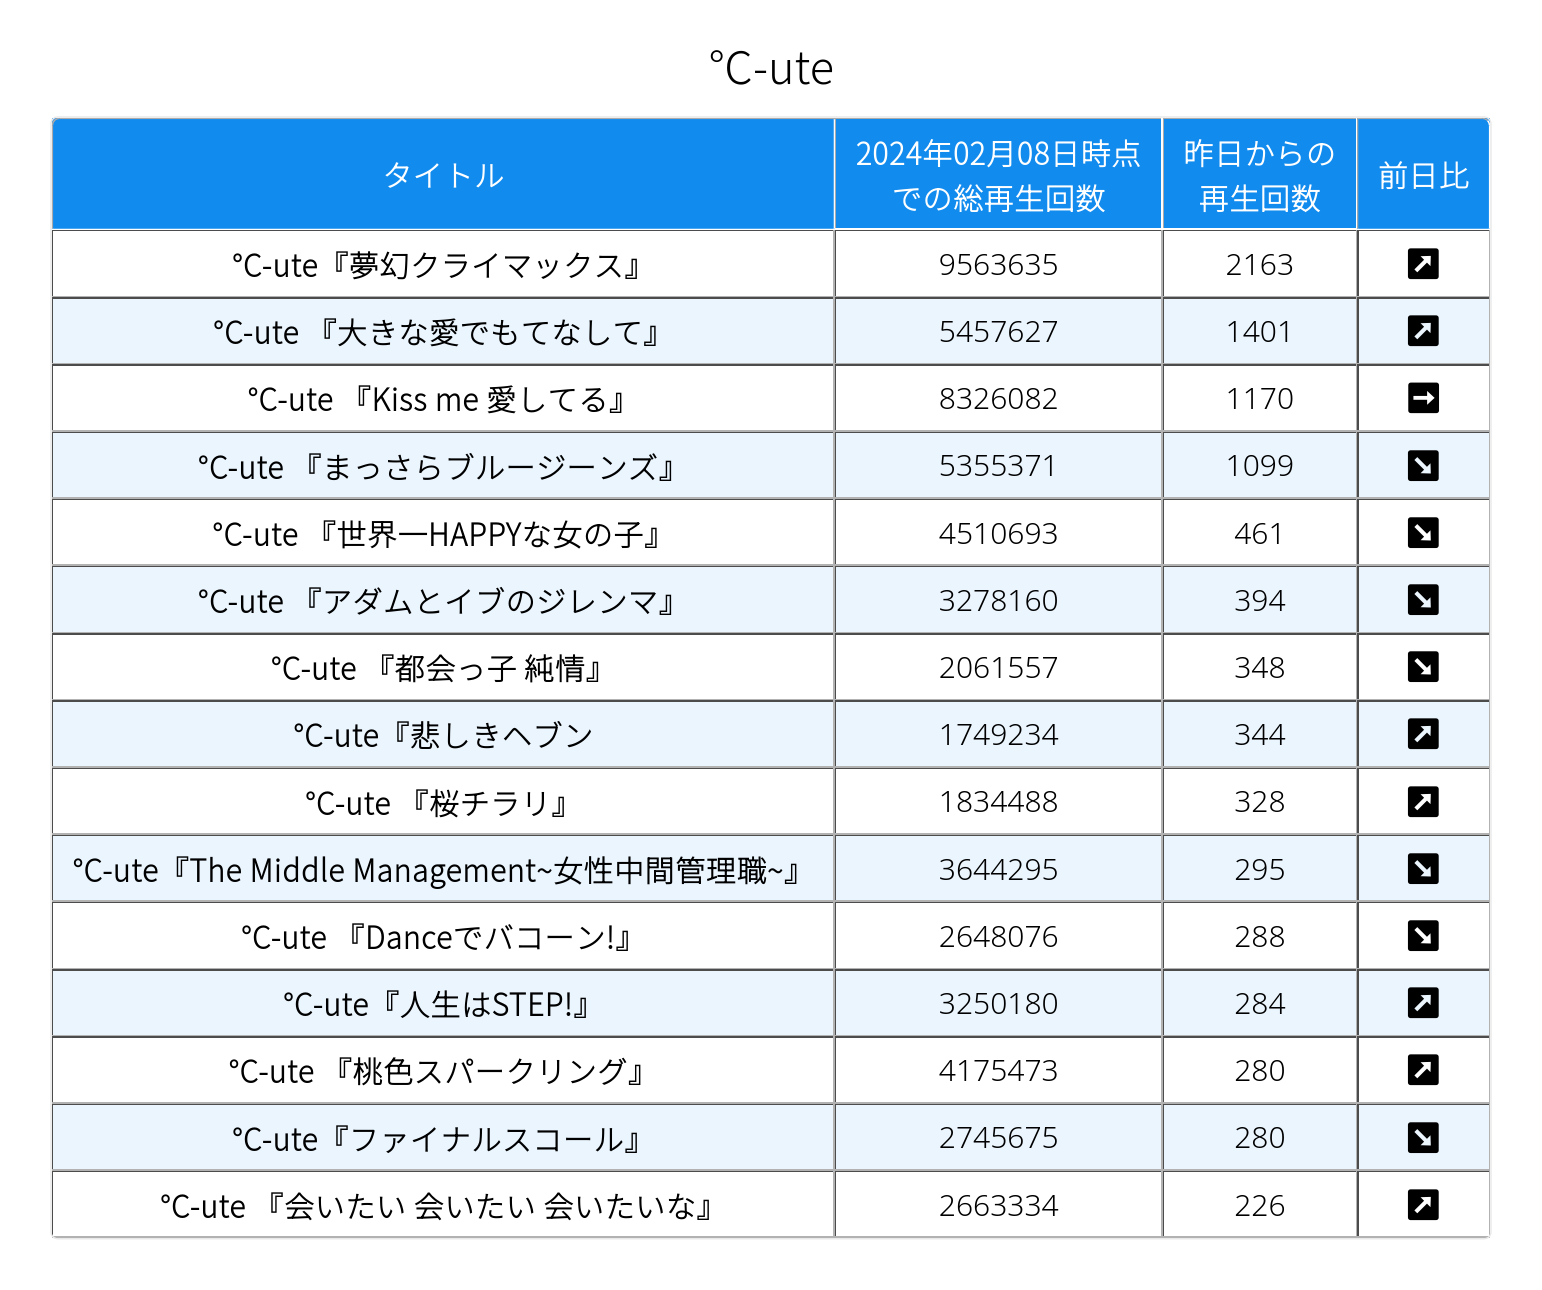 ℃-ute
タイトル
2024年02月08日時点
での総再生回数
昨日からの
再生回数
前日比
℃-ute『夢幻クライマックス』 9563635 2163 ↗
℃-ute 『大きな愛でもてなして』 5457627 1401 ↗
℃-ute 『Kiss me 愛してる』 8326082 1170 →
℃-ute 『まっさらブルージーンズ』 5355371 1099 ↘
℃-ute 『世界一HAPPYな女の子』 4510693 461 ↘
℃-ute 『アダムとイブのジレンマ』 3278160 394 ↘
℃-ute 『都会っ子 純情』 2061557 348 ↘
℃-ute『悲しきヘブン 1749234 344 ↗
℃-ute 『桜チラリ』 1834488 328 ↗
℃-ute『The Middle Management~女性中間管理職~』 3644295 295 ↘
℃-ute 『Danceでバコーン!』 2648076 288 ↘
℃-ute『人生はSTEP!』 3250180 284 ↗
℃-ute 『桃色スパークリング』 4175473 280 ↗
℃-ute『ファイナルスコール』 2745675 280 ↘
℃-ute 『会いたい 会いたい 会いたいな』 2663334 226 ↗